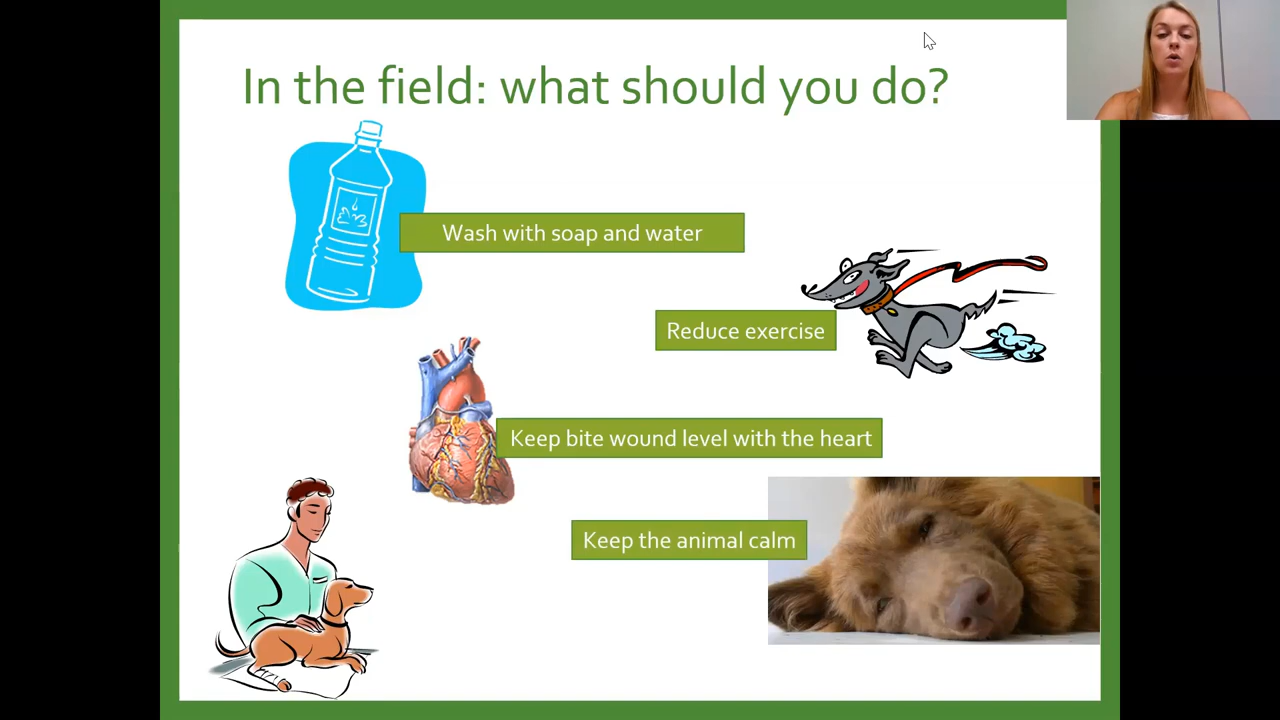 In the field: what should you do?
Wash with soap and water
Reduce exercise
Keep bite wound level with the heart
Keep the animal calm